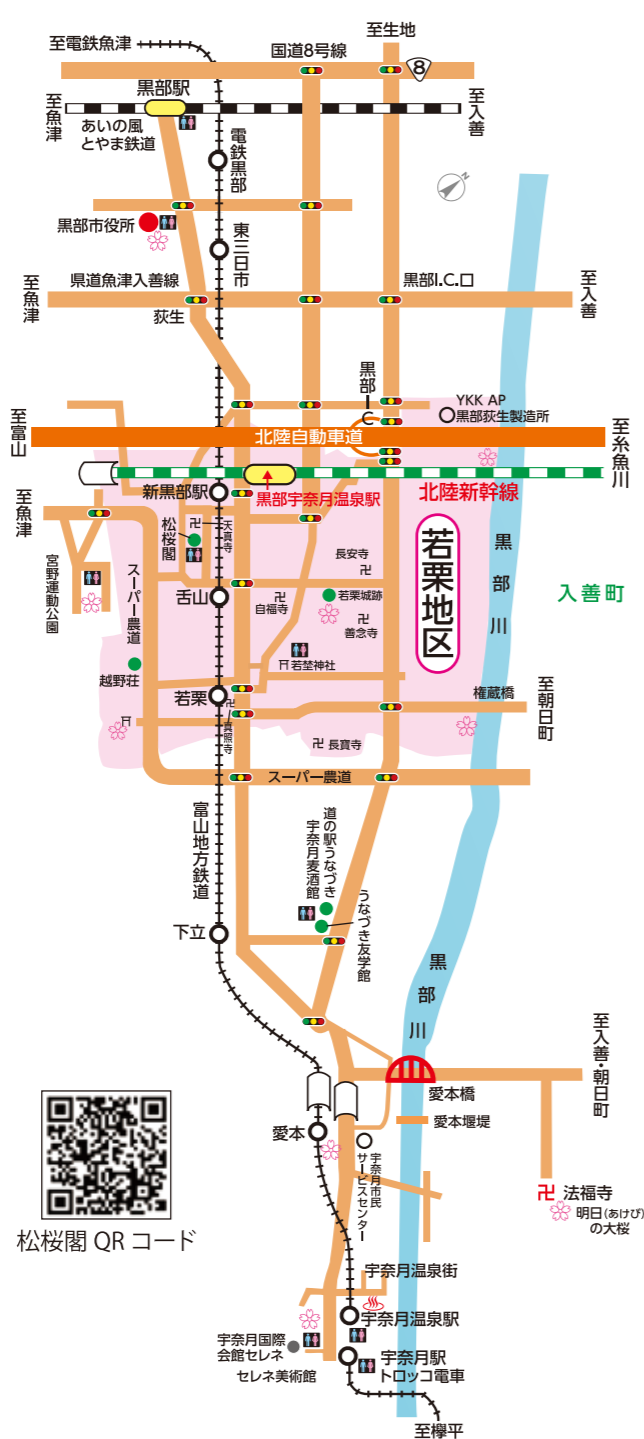 至生地
至電鉄魚津
国道8号線
8
黒部駅
至魚津
至入善
あいの風
とやま鉄道
電鉄黒部
N
黒部市役所
東三日市
至魚津
県道魚津入善線
黒部I.C.口
至入善
荻生
黒部IC
YKK AP
黒部荻生製造所
至富山
北陸自動車道
至糸魚川
新黒部駅
黒部宇奈月温泉駅
北陸新幹線
至魚津
松桜閣
天真寺
若栗地区
黒部川
宮野運動公園
スーパー農道
長安寺
入善町
舌山
自福寺
若栗城跡
善念寺
越野荘
若埜神社
若栗
権蔵橋
至朝日町
真照寺
長寶寺
スーパー農道
富山地方鉄道
道の駅うなづき
宇奈月麦酒館
うなづき友学館
下立
黒部川
至入善・朝日町
愛本橋
愛本堰堤
愛本
宇奈月市民
サービスセンター
法福寺
明日(あけび)
の大桜
松桜閣 QR コード
宇奈月温泉街
宇奈月温泉駅
宇奈月国際
会館セレネ
セレネ美術館
宇奈月駅
トロッコ電車
至欅平